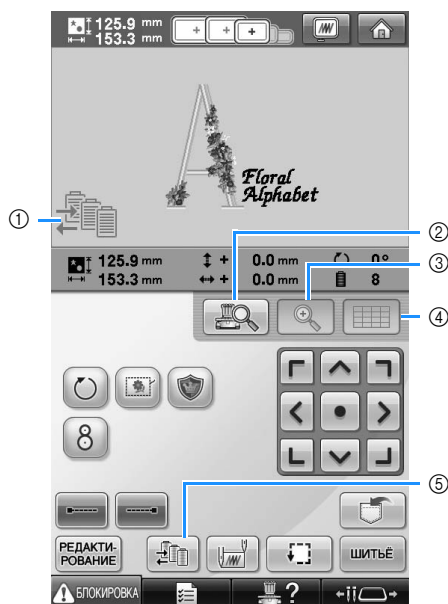 125.9 mm
153.3 mm
Floral
Alphabet
①
②
125.9 mm + 0.0 mm 0°
③
153.3 mm + 0.0 mm 8
④
⑤
РЕДАКТИ-
РОВАНИЕ
ШИТЬЁ
БЛОКИРОВКА
?